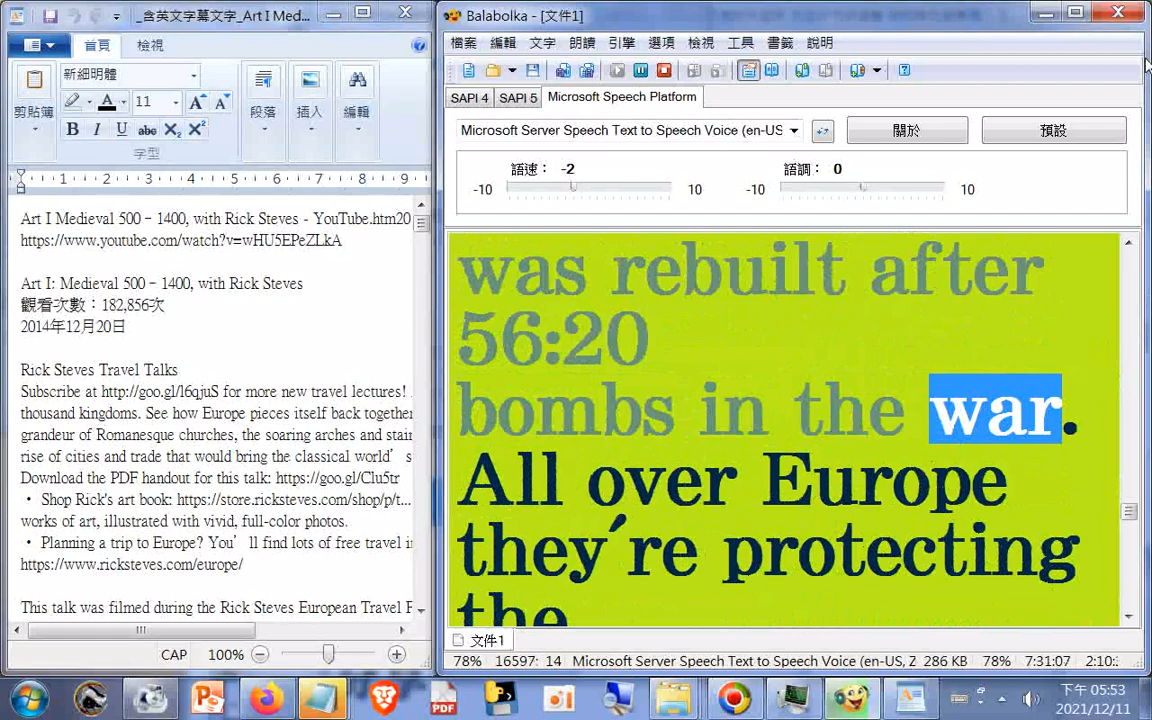 _含英文字幕文字_Art I Med...
首頁
檢視
新細明體
11
剪貼簿
段落
插入
編輯
字型
1 2 3 4 5 6 7 8 9
Art I Medieval 500 – 1400, with Rick Steves - YouTube.htm20
https://www.youtube.com/watch?v=wHU5EPeZLkA
Art I: Medieval 500 – 1400, with Rick Steves
觀看次數：182,856次
2014年12月20日
Rick Steves Travel Talks
Subscribe at http://goo.gl/l6qjuS for more new travel lectures!
thousand kingdoms. See how Europe pieces itself back together
grandeur of Romanesque churches, the soaring arches and stai
rise of cities and trade that would bring the classical world's
Download the PDF handout for this talk: https://goo.gl/Clu5tr
• Shop Rick's art book: https://store.ricksteves.com/shop/p/t...
works of art, illustrated with vivid, full-color photos.
• Planning a trip to Europe? You'll find lots of free travel i
https://www.ricksteves.com/europe/
This talk was filmed during the Rick Steves European Travel F
CAP 100%
Balabolka - [文件1]
檔案 編輯 文字 朗讀 引擎 選項 檢視 工具 書籤 說明
SAPI 4 SAPI 5 Microsoft Speech Platform
Microsoft Server Speech Text to Speech Voice (en-US
關於
預設
語速： -2
語調： 0
-10 10 -10 10
was rebuilt after
56:20
bombs in the war.
All over Europe
they're protecting
the
文件1
78% 16597: 14 Microsoft Server Speech Text to Speech Voice (en-US, Z 286 KB 78% 7:31:07 2:10:
下午 05:53
2021/12/11